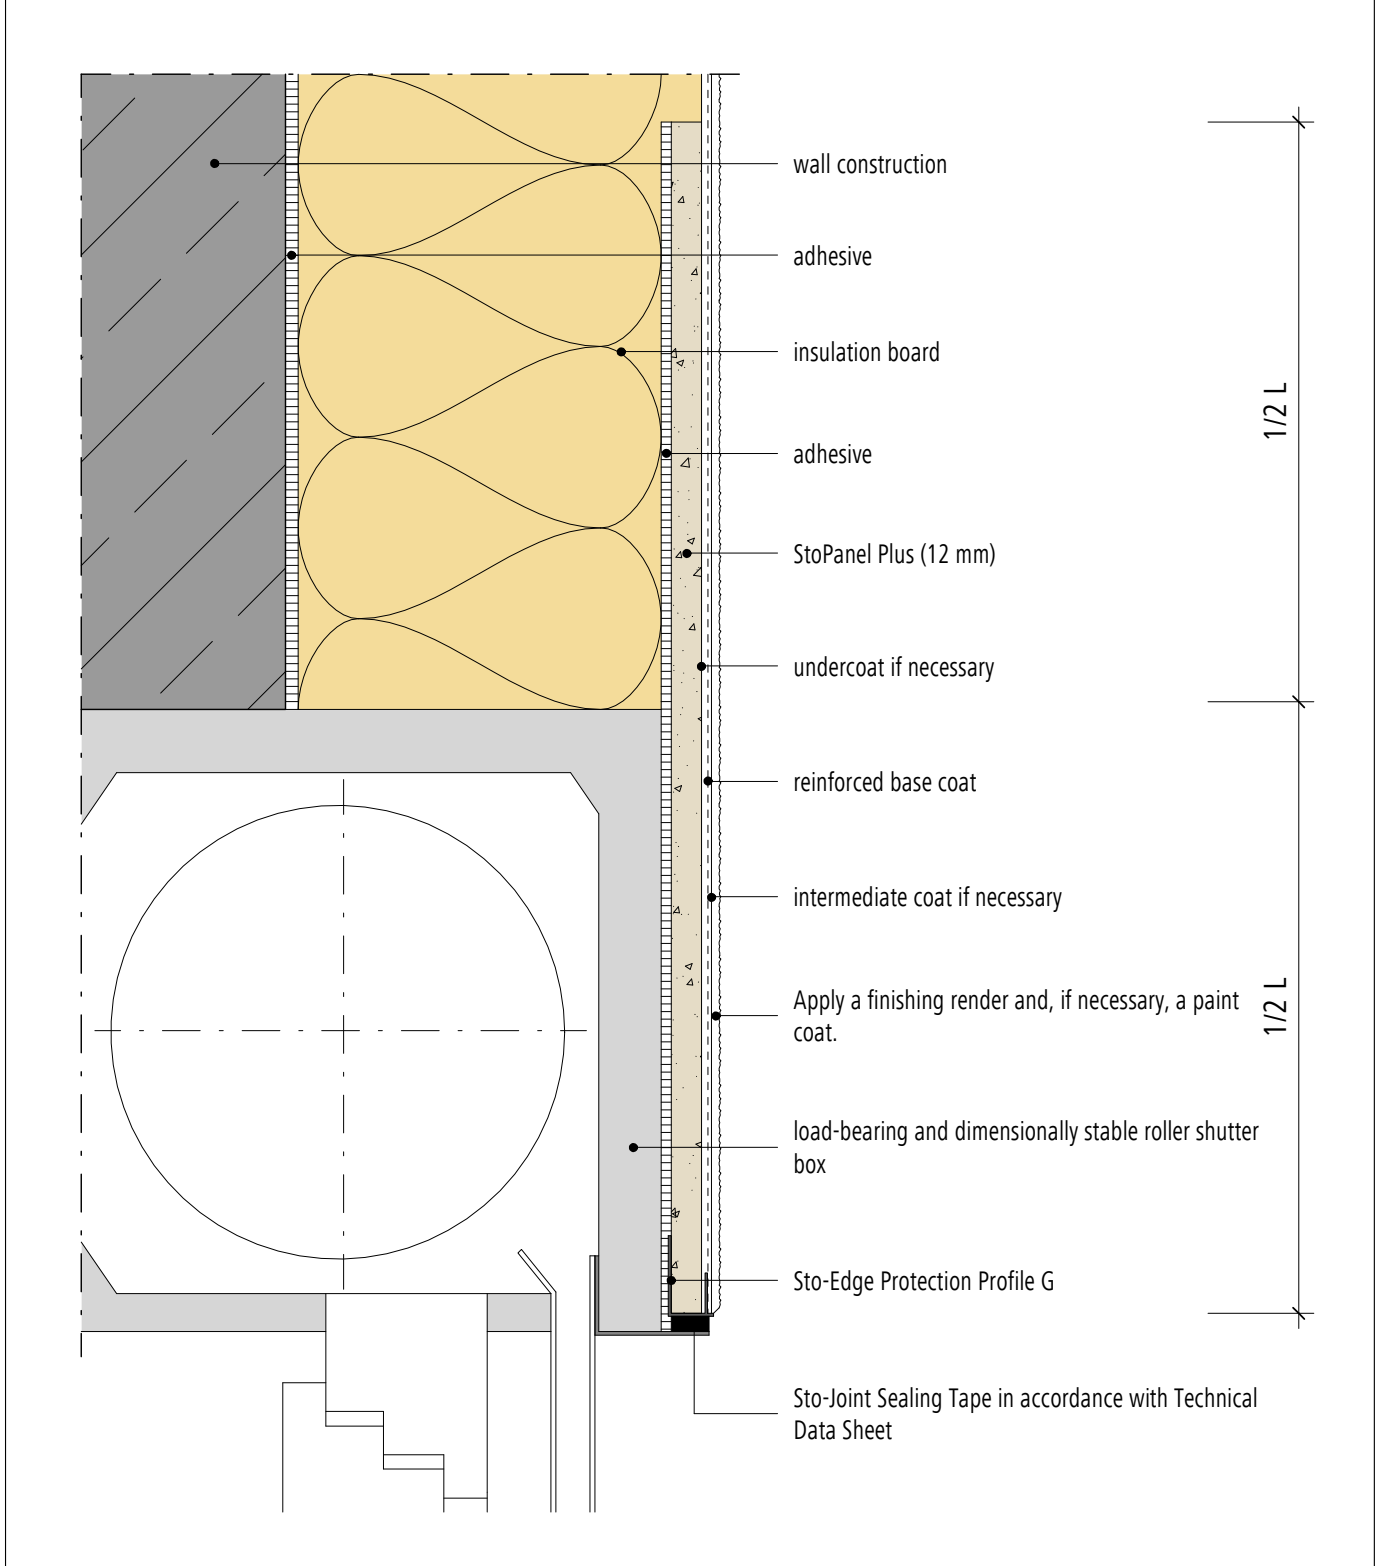 wall construction
adhesive
insulation board
1/2 L
adhesive
StoPanel Plus (12 mm)
undercoat if necessary
reinforced base coat
intermediate coat if necessary
Apply a finishing render and, if necessary, a paint
coat.
1/2 L
load-bearing and dimensionally stable roller shutter
box
Sto-Edge Protection Profile G
Sto-Joint Sealing Tape in accordance with Technical
Data Sheet